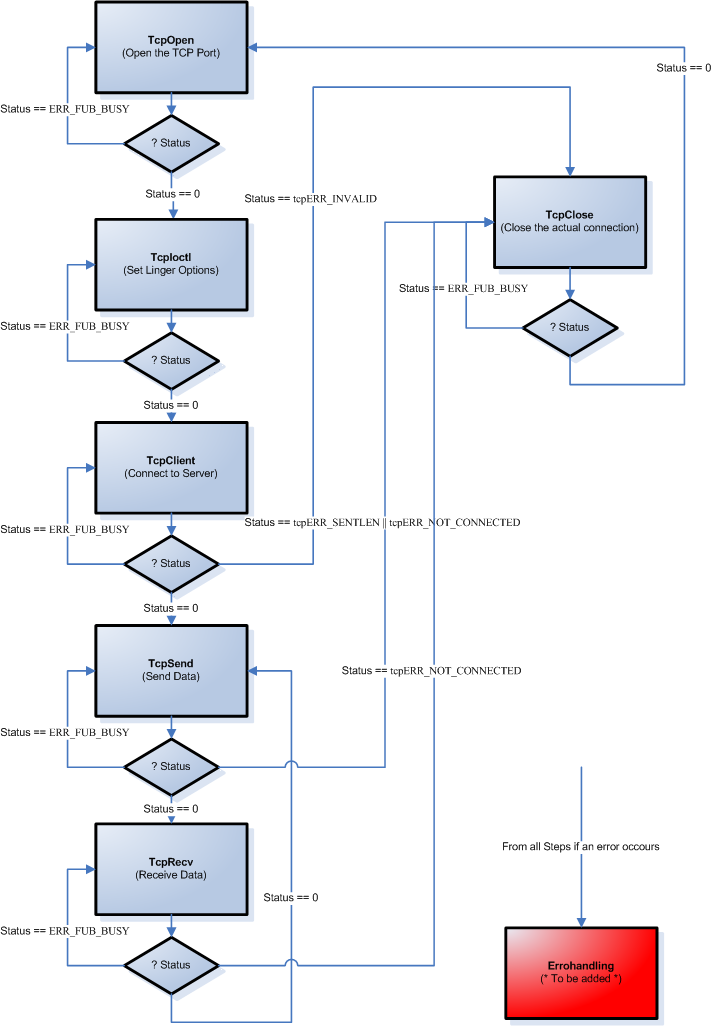 TcpOpen
(Open the TCP Port)
Status == 0
Status == ERR_FUB_BUSY
? Status
Status == 0
Status == tcpERR_INVALID
TcpClose
(Close the actual connection)
TcpIoctl
(Set Linger Options)
Status == ERR_FUB_BUSY
Status == ERR_FUB_BUSY
? Status
? Status
Status == 0
TcpClient
(Connect to Server)
Status == ERR_FUB_BUSY
Status == tcpERR_SENTLEN || tcpERR_NOT_CONNECTED
? Status
Status == 0
TcpSend
(Send Data)
Status == tcpERR_NOT_CONNECTED
Status == ERR_FUB_BUSY
? Status
Status == 0
From all Steps if an error occours
TcpRecv
(Receive Data)
Status == 0
Status == ERR_FUB_BUSY
? Status
Errohandling
(* To be added *)